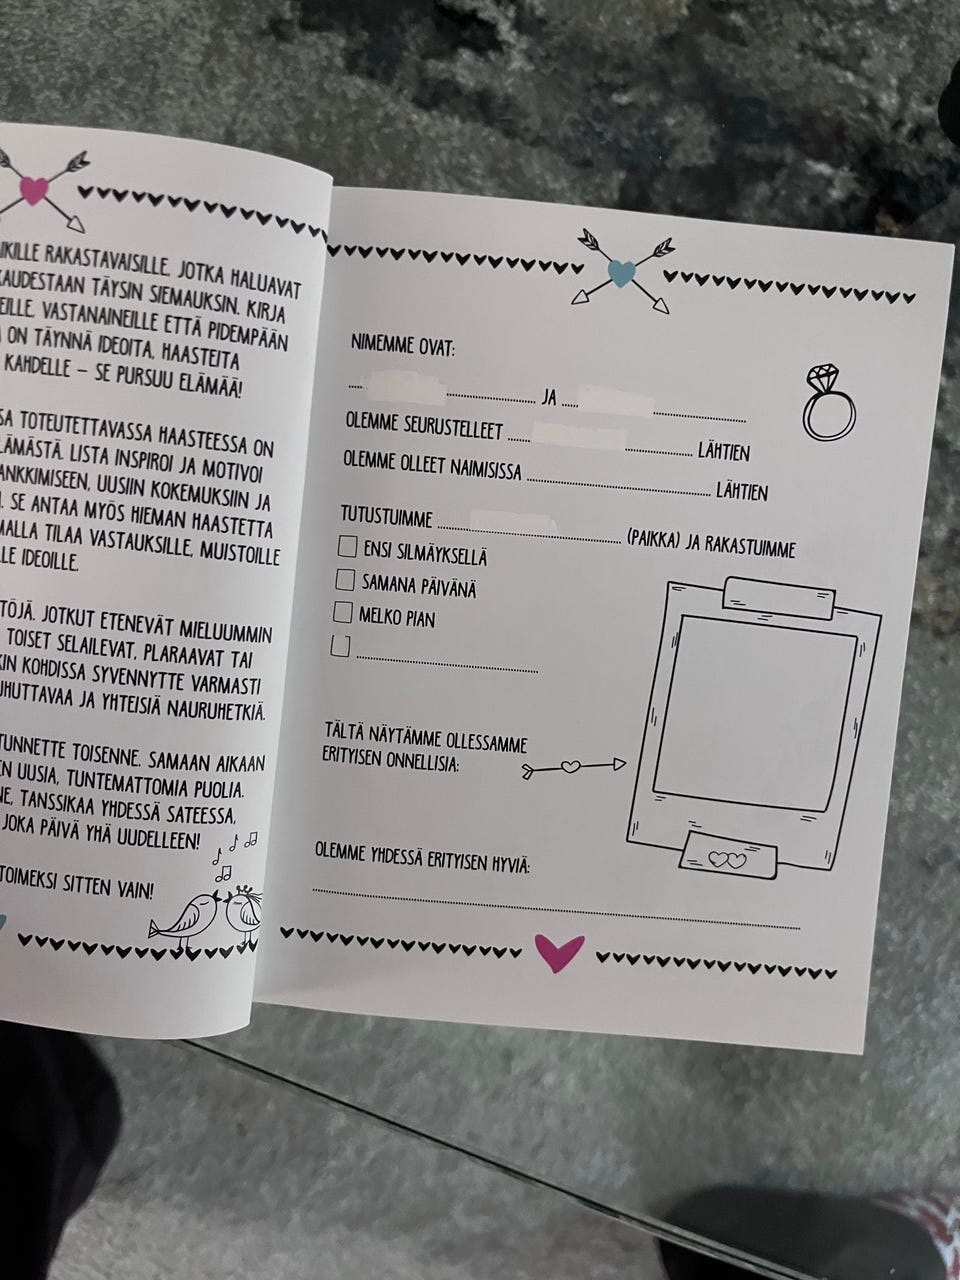 KILLE RAKASTAVAISILLE, JOTKA HALUAVAT
KAUDESTAAN TÄYSIN SIEMAUKSIN. KIRJA
EILLE, VASTANAINEILLE ETTÄ PIDEMPÄÄN
ON TÄYNNÄ IDEOITA, HAASTEITA
KAHDELLE – SE PURSUU ELÄMÄÄ!
SA TOTEUTETTAVASSA HAASTEESSA ON
LÄMÄSTÄ. LISTA INSPIROI JA MOTIVOI
ANKKIMISEEN, UUSIIN KOKEMUKSIIN JA
SE ANTAA MYÖS HIEMAN HAASTETTA
MALLA TILAA VASTAUKSILLE, MUISTOILLE
LLE IDEOILLE.
TÖJÄ. JOTKUT ETENEVÄT MIELUUMMIN
TOISET SELAILEVAT, PLARAAVAT TAI
KIN KOHDISSA SYVENNYTTE VARMASTI
UHUTTAVAA JA YHTEISIÄ NAURUHETKIÄ.
TUNNETTE TOISENNE. SAMAAN AIKAAN
EN UUSIA, TUNTEMATTOMIA PUOLIA.
NE, TANSSIKAA YHDESSÄ SATEESSA,
JOKA PÄIVÄ YHÄ UUDELLEEN!
TOIMEKSI SITTEN VAIN!
NIMEMME OVAT:
JA
OLEMME SEURUSTELLEET LÄHTIEN
OLEMME OLLEET NAIMISISSA LÄHTIEN
TUTUSTUIMME (PAIKKA) JA RAKASTUIMME
ENSI SILMÄYKSELLÄ
SAMANA PÄIVÄNÄ
MELKO PIAN
TÄLTÄ NÄYTÄMME OLLESSAMME
ERITYISEN ONNELLISIA:
OLEMME YHDESSÄ ERITYISEN HYVIÄ: